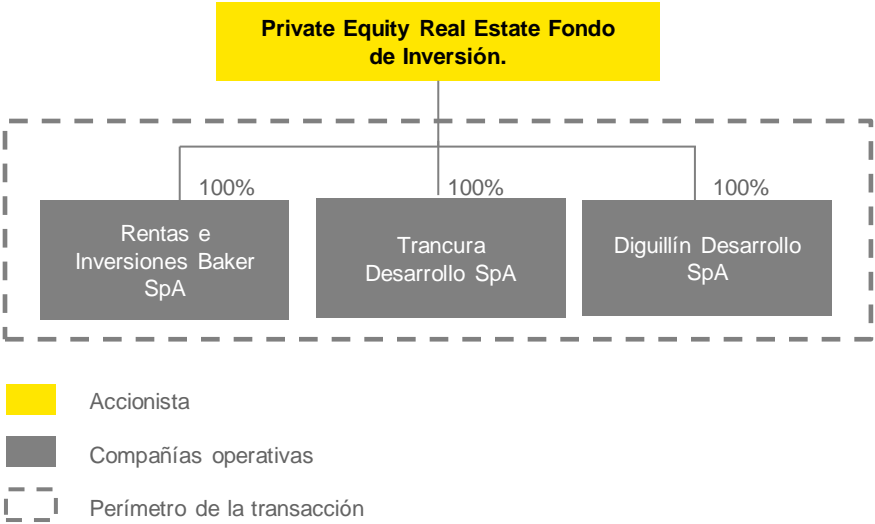 Private Equity Real Estate Fondo
de Inversión.
100%
100%
100%
Rentas e
Inversiones Baker
SpA
Trancura
Desarrollo SpA
Diguillín Desarrollo
SpA
Accionista
Compañías operativas
Perímetro de la transacción